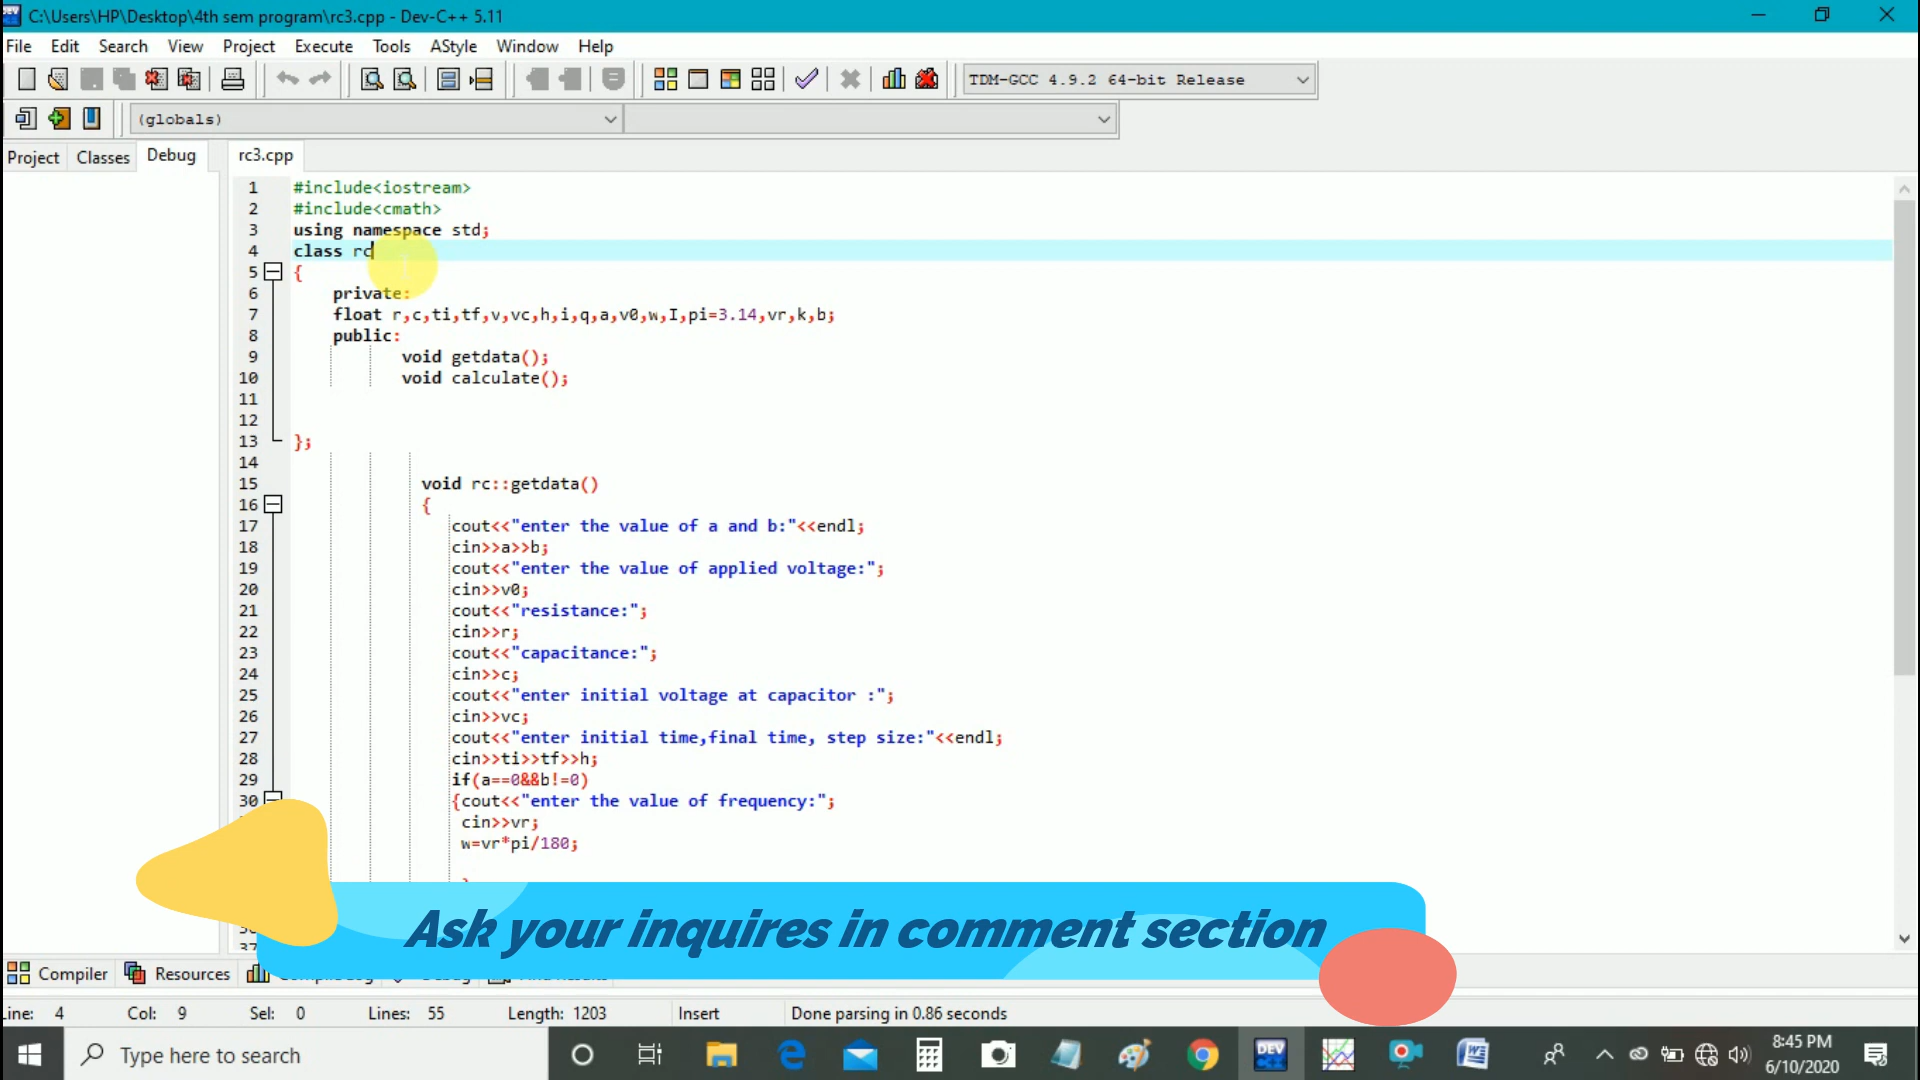 C:\Users\HP\Desktop\4th sem program\rc3.cpp - Dev-C++ 5.11
File Edit Search View Project Execute Tools AStyle Window Help
TDM-GCC 4.9.2 64-bit Release
(globals)
Project Classes Debug rc3.cpp
1 #include<iostream>
2 #include<cmath>
3 using namespace std;
4 class rc
5 {
6 private:
7 float r,c,ti,tf,v,vc,h,i,q,a,v0,w,I,pi=3.14,vr,k,b;
8 public:
9 void getdata();
10 void calculate();
11
12
13 };
14
15 void rc::getdata()
16 {
17 cout<<"enter the value of a and b:"<<endl;
18 cin>>a>>b;
19 cout<<"enter the value of applied voltage:";
20 cin>>v0;
21 cout<<"resistance:";
22 cin>>r;
23 cout<<"capacitance:";
24 cin>>c;
25 cout<<"enter initial voltage at capacitor :";
26 cin>>vc;
27 cout<<"enter initial time,final time, step size:"<<endl;
28 cin>>ti>>tf>>h;
29 if(a==0&&b!=0)
30 {cout<<"enter the value of frequency:";
cin>>vr;
w=vr*pi/180;
Ask your inquires in comment section
Compiler Resources
Line: 4 Col: 9 Sel: 0 Lines: 55 Length: 1203 Insert Done parsing in 0.86 seconds
Type here to search
DEV
8:45 PM
6/10/2020